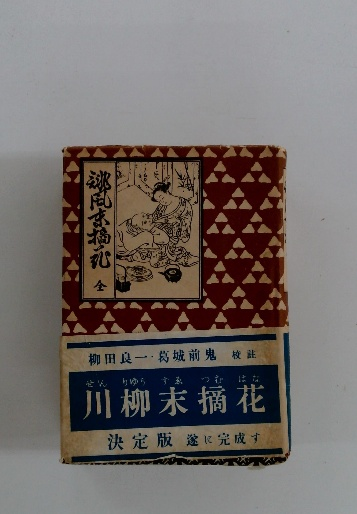 誹風末摘花
全
柳田良一・葛城前鬼 校註
せん りゆう すゑ つむ はな
川柳末摘花
決定版 遂に完成す